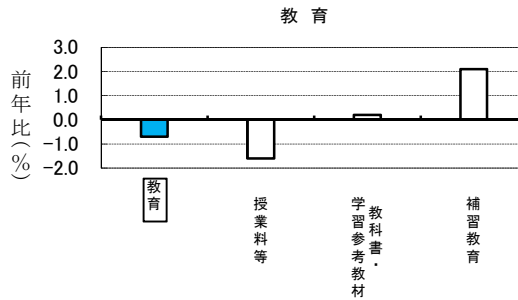 教 育
前年比(%)
3.0
2.0
1.0
0.0
−1.0
−2.0
教育
授業料等
教科書・
学習参考教材
補習教育